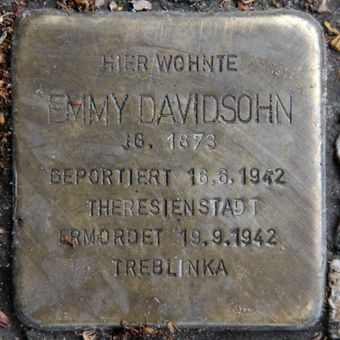 HIER WOHNTE
EMMY DAVIDSOHN
JG. 1873
DEPORTIERT 16.6.1942
THERESIENSTADT
ERMORDET 19.9.1942
TREBLINKA